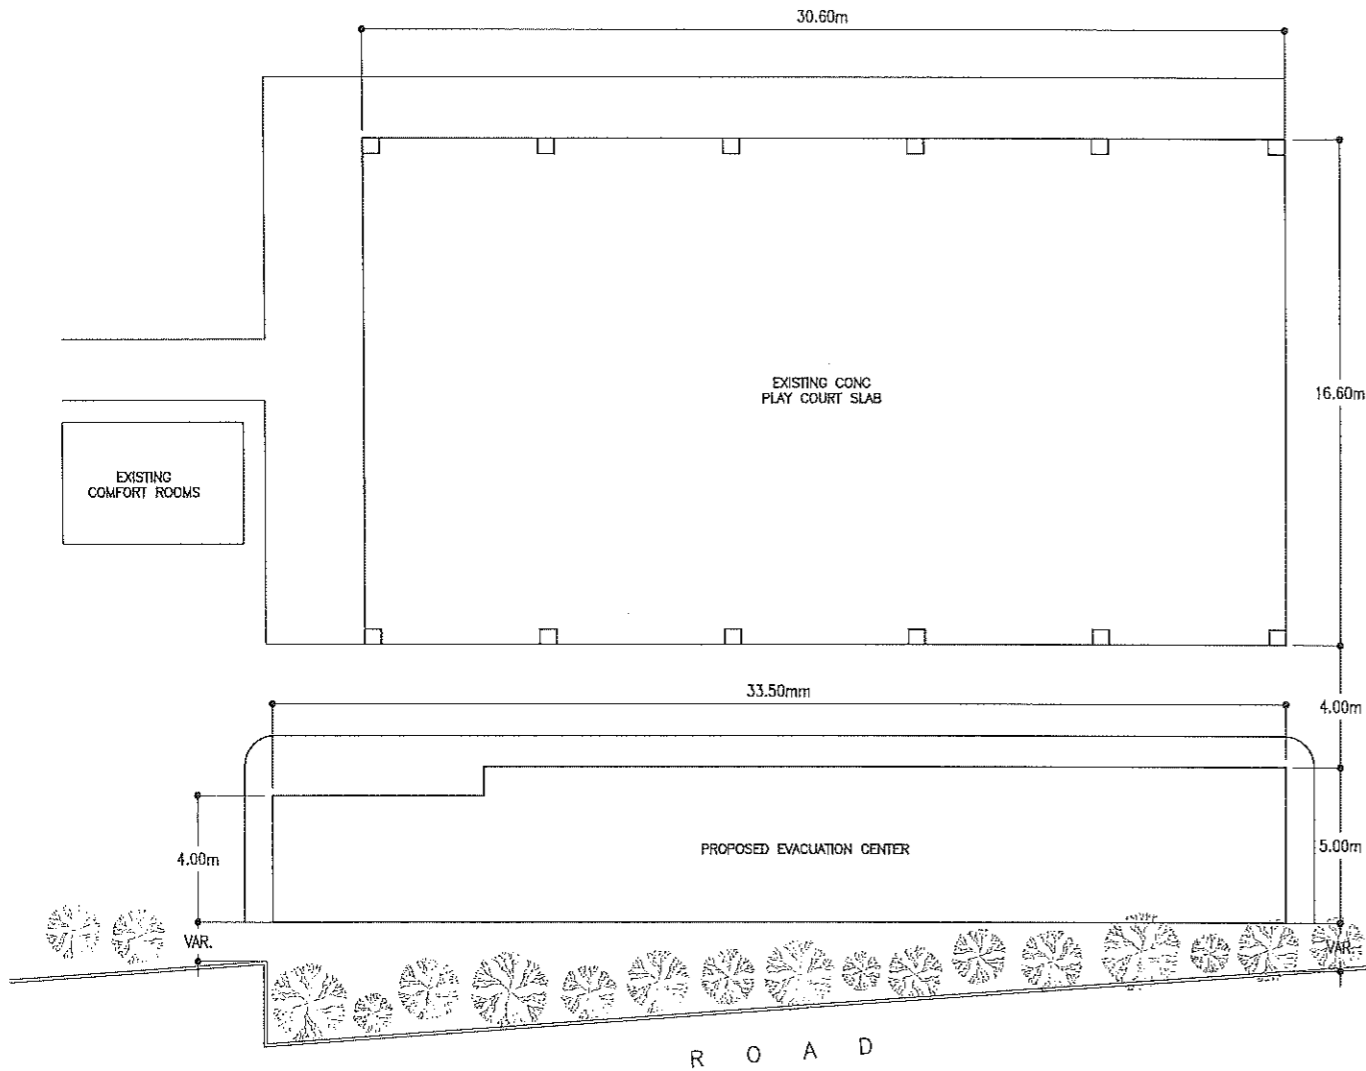 30.60m
EXISTING CONC
PLAY COURT SLAB
16.60m
EXISTING
COMFORT ROOMS
33.50mm
4.00m
PROPOSED EVACUATION CENTER
4.00m
5.00m
VAR.
VAR.
ROAD